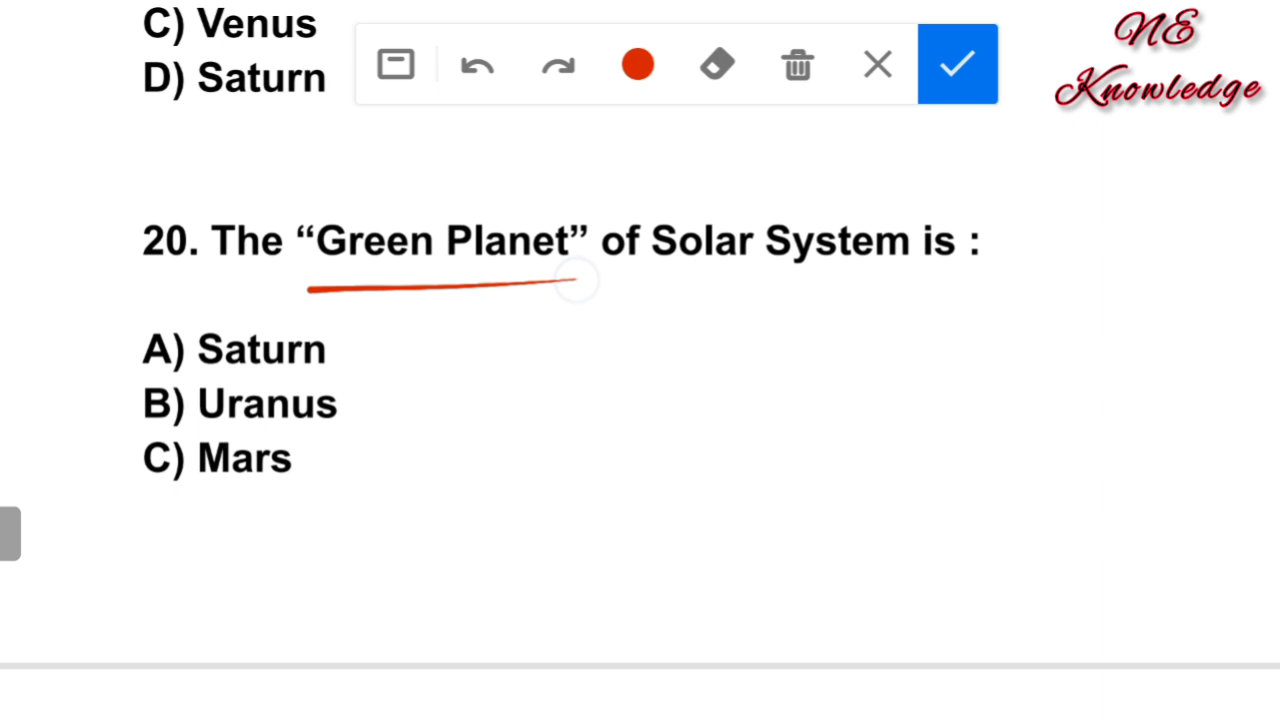 C) Venus
D) Saturn
NE
Knowledge
20. The “Green Planet” of Solar System is :
A) Saturn
B) Uranus
C) Mars